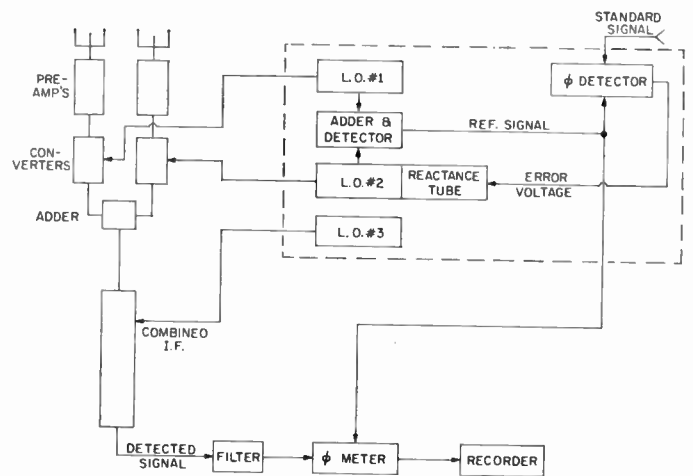 STANDARD
SIGNAL
PRE-
AMP'S
L.O.#1
ɸ DETECTOR
ADDER &
DETECTOR
REF. SIGNAL
CON-
VERTERS
L.O.#2
REACTANCE
TUBE
ERROR
VOLTAGE
ADDER
L.O.#3
COMBINED
I.F.
DETECTED
SIGNAL
FILTER
ɸ METER
RECORDER